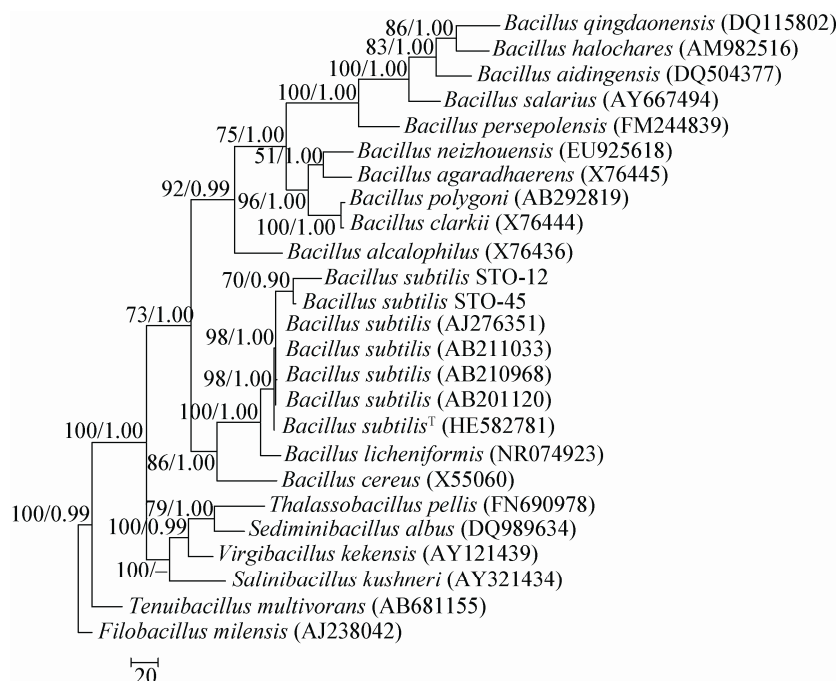 86/1.00
Bacillus qingdaonensis (DQ115802)
83/1.00
Bacillus halochares (AM982516)
100/1.00
Bacillus aidingensis (DQ504377)
100/1.00
Bacillus salarius (AY667494)
Bacillus persepolensis (FM244839)
75/1.00
51/1.00
Bacillus neizhouensis (EU925618)
Bacillus agaradhaerens (X76445)
92/0.99
96/1.00
Bacillus polygoni (AB292819)
100/1.00
Bacillus clarkii (X76444)
Bacillus alcalophilus (X76436)
70/0.90
Bacillus subtilis STO-12
Bacillus subtilis STO-45
73/1.00
Bacillus subtilis (AJ276351)
98/1.00
Bacillus subtilis (AB211033)
98/1.00
Bacillus subtilis (AB210968)
Bacillus subtilis (AB201120)
100/1.00
Bacillus subtilisᵀ (HE582781)
100/1.00
Bacillus licheniformis (NR074923)
86/1.00
Bacillus cereus (X55060)
79/1.00
Thalassobacillus pellis (FN690978)
100/0.99
100/0.99
Sediminibacillus albus (DQ989634)
Virgibacillus kekensis (AY121439)
100/–
Salinibacillus kushneri (AY321434)
Tenuibacillus multivorans (AB681155)
Filobacillus milensis (AJ238042)
20